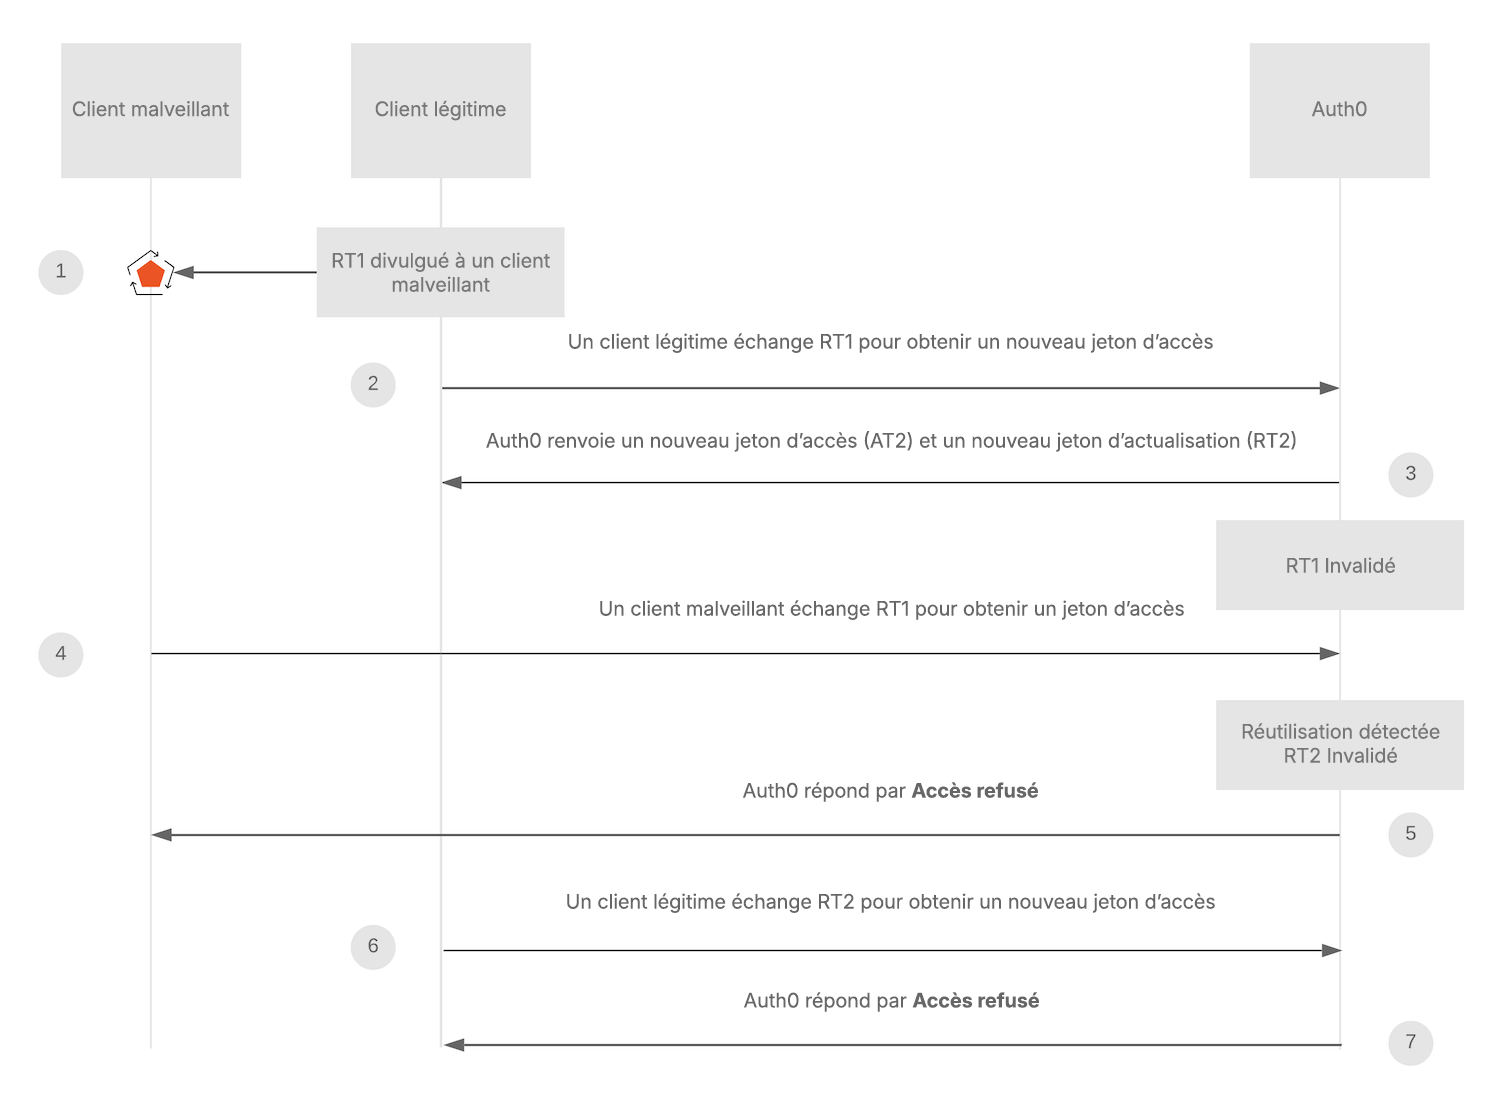 Client malveillant
Client légitime
Auth0
1
RT1 divulgué à un client
malveillant
Un client légitime échange RT1 pour obtenir un nouveau jeton d’accès
2
Auth0 renvoie un nouveau jeton d’accès (AT2) et un nouveau jeton d’actualisation (RT2)
3
RT1 Invalidé
Un client malveillant échange RT1 pour obtenir un jeton d’accès
4
Réutilisation détectée
RT2 Invalidé
Auth0 répond par Accès refusé
5
Un client légitime échange RT2 pour obtenir un nouveau jeton d’accès
6
Auth0 répond par Accès refusé
7